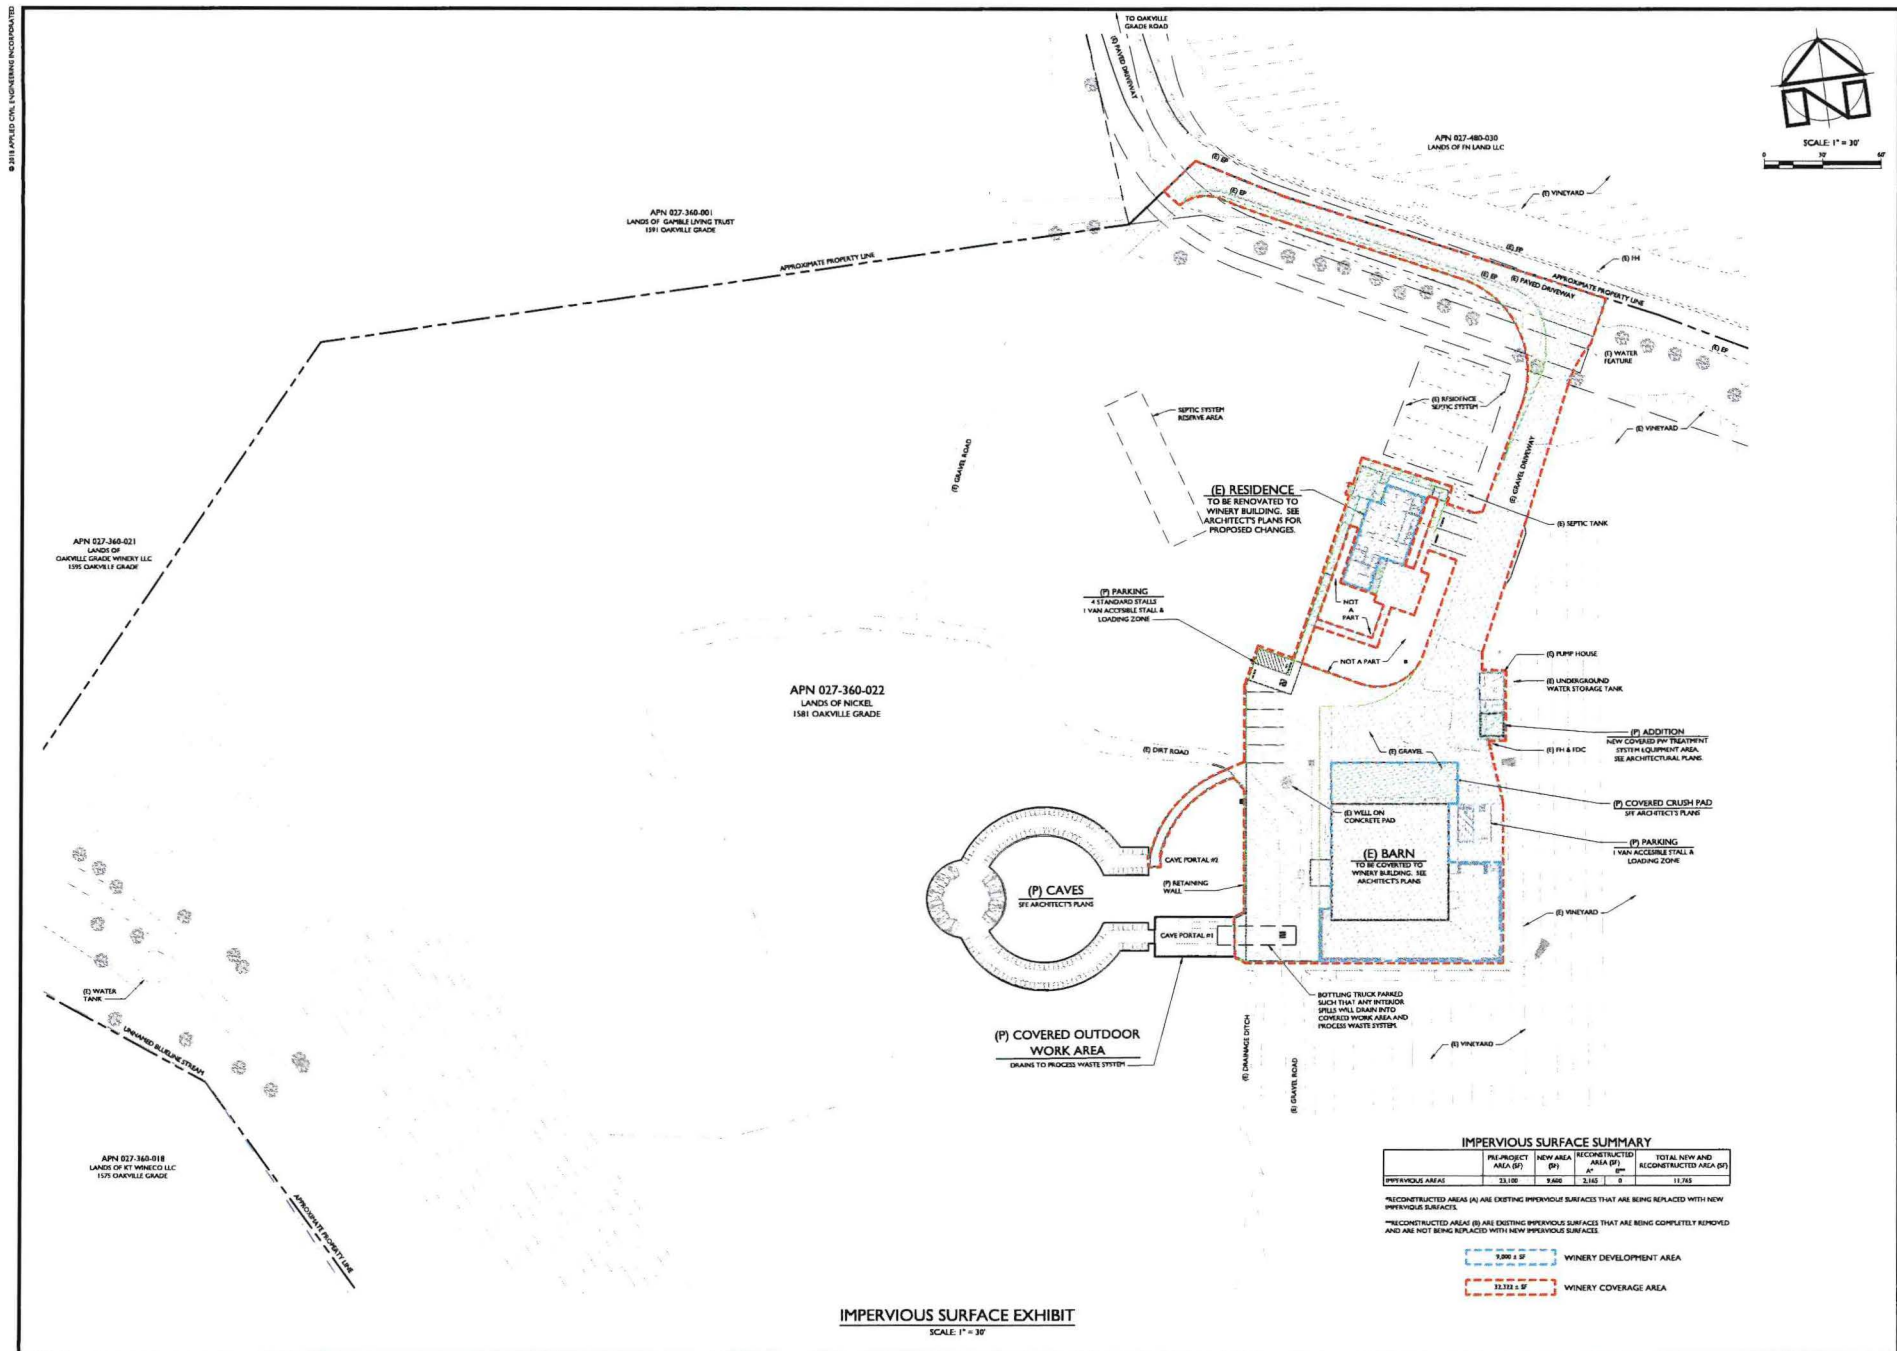 © 2018 APPLIED CIVIL ENGINEERING INCORPORATED
TO OAKVILLE
GRADE ROAD
(E) PAVED DRIVEWAY
SCALE: 1" = 30'
0 30' 60'
APN 027-480-030
LANDS OF FN LAND LLC
(E) EP
(E) EP
(E) VINEYARD
APN 027-360-001
LANDS OF GAMBLE LIVING TRUST
1591 OAKVILLE GRADE
APPROXIMATE PROPERTY LINE
(E) EP
(E) FH
(E) EP
(E) PAVED DRIVEWAY
APPROXIMATE PROPERTY LINE
(E) EP
(E) WATER
FEATURE
SEPTIC SYSTEM
RESERVE AREA
(E) RESIDENCE
SEPTIC SYSTEM
(E) VINEYARD
(E) GRAVEL ROAD
(E) GRAVEL DRIVEWAY
(E) RESIDENCE
TO BE RENOVATED TO
WINERY BUILDING. SEE
ARCHITECT'S PLANS FOR
PROPOSED CHANGES.
(E) SEPTIC TANK
APN 027-360-021
LANDS OF
OAKVILLE GRADE WINERY LLC
1595 OAKVILLE GRADE
(P) PARKING
4 STANDARD STALLS
1 VAN ACCESIBLE STALL &
LOADING ZONE
NOT
A
PART
NOT A PART
(E) PUMP HOUSE
(E) UNDERGROUND
WATER STORAGE TANK
APN 027-360-022
LANDS OF NICKEL
1581 OAKVILLE GRADE
(P) ADDITION
NEW COVERED PW TREATMENT
SYSTEM EQUIPMENT AREA.
SEE ARCHITECTURAL PLANS.
(E) DIRT ROAD
(E) GRAVEL
(E) FH & FDC
(P) COVERED CRUSH PAD
SEE ARCHITECT'S PLANS
(E) WELL ON
CONCRETE PAD
(P) PARKING
1 VAN ACCESIBLE STALL &
LOADING ZONE
(E) BARN
TO BE COVERTED TO
WINERY BUILDING. SEE
ARCHITECT'S PLANS
CAVE PORTAL #2
(P) CAVES
SEE ARCHITECT'S PLANS
(P) RETAINING
WALL
(E) VINEYARD
CAVE PORTAL #1
(E) WATER
TANK
BOTTLING TRUCK PARKED
SUCH THAT ANY INTERIOR
SPILLS WILL DRAIN INTO
COVERED WORK AREA AND
PROCESS WASTE SYSTEM.
UNNAMED BLUELINE STREAM
(P) COVERED OUTDOOR
WORK AREA
DRAINS TO PROCESS WASTE SYSTEM
(E) DRAINAGE DITCH
(E) GRAVEL ROAD
(E) VINEYARD
APN 027-360-018
LANDS OF KT WINECO LLC
1575 OAKVILLE GRADE
APPROXIMATE PROPERTY LINE
IMPERVIOUS SURFACE SUMMARY
PRE-PROJECT AREA (SF) NEW AREA (SF) RECONSTRUCTED AREA (SF) A* B** TOTAL NEW AND RECONSTRUCTED AREA (SF)
IMPERVIOUS AREAS 23,100 9,600 2,165 0 11,765
*RECONSTRUCTED AREAS (A) ARE EXISTING IMPERVIOUS SURFACES THAT ARE BEING REPLACED WITH NEW
IMPERVIOUS SURFACES.
**RECONSTRUCTED AREAS (B) ARE EXISTING IMPERVIOUS SURFACES THAT ARE BEING COMPLETELY REMOVED
AND ARE NOT BEING REPLACED WITH NEW IMPERVIOUS SURFACES.
9,000 ± SF WINERY DEVELOPMENT AREA
± SF WINERY COVERAGE AREA
IMPERVIOUS SURFACE EXHIBIT
SCALE: 1" = 30'